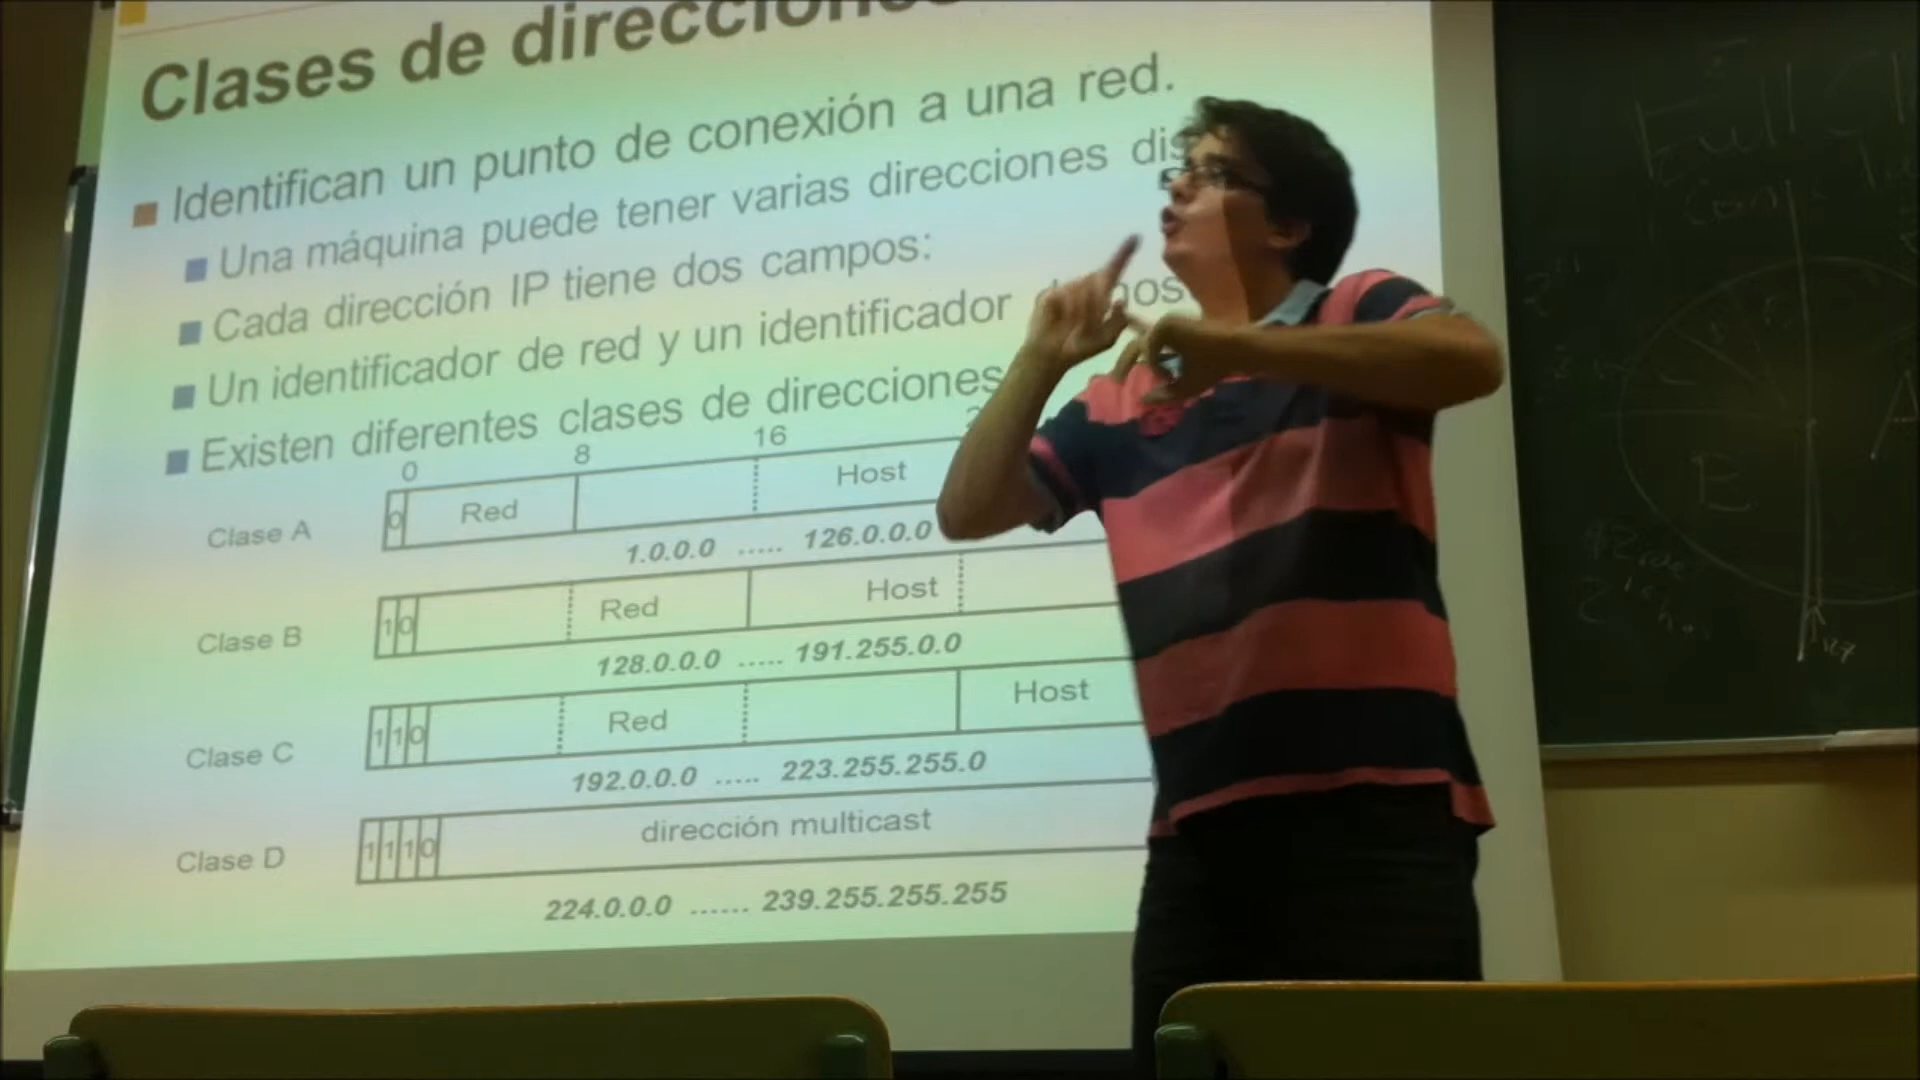 Clases de direcciones
Identifican un punto de conexión a una red.
Una máquina puede tener varias direcciones
Cada dirección IP tiene dos campos:
Un identificador de red y un identificador
Existen diferentes clases de direcciones
0 8 16
Clase A 0 Red Host
1.0.0.0 ..... 126.0.0.0
Clase B 1 0 Red Host
128.0.0.0 ..... 191.255.0.0
Clase C 1 1 0 Red Host
192.0.0.0 ..... 223.255.255.0
Clase D 1 1 1 0 dirección multicast
224.0.0.0 ...... 239.255.255.255
E
A